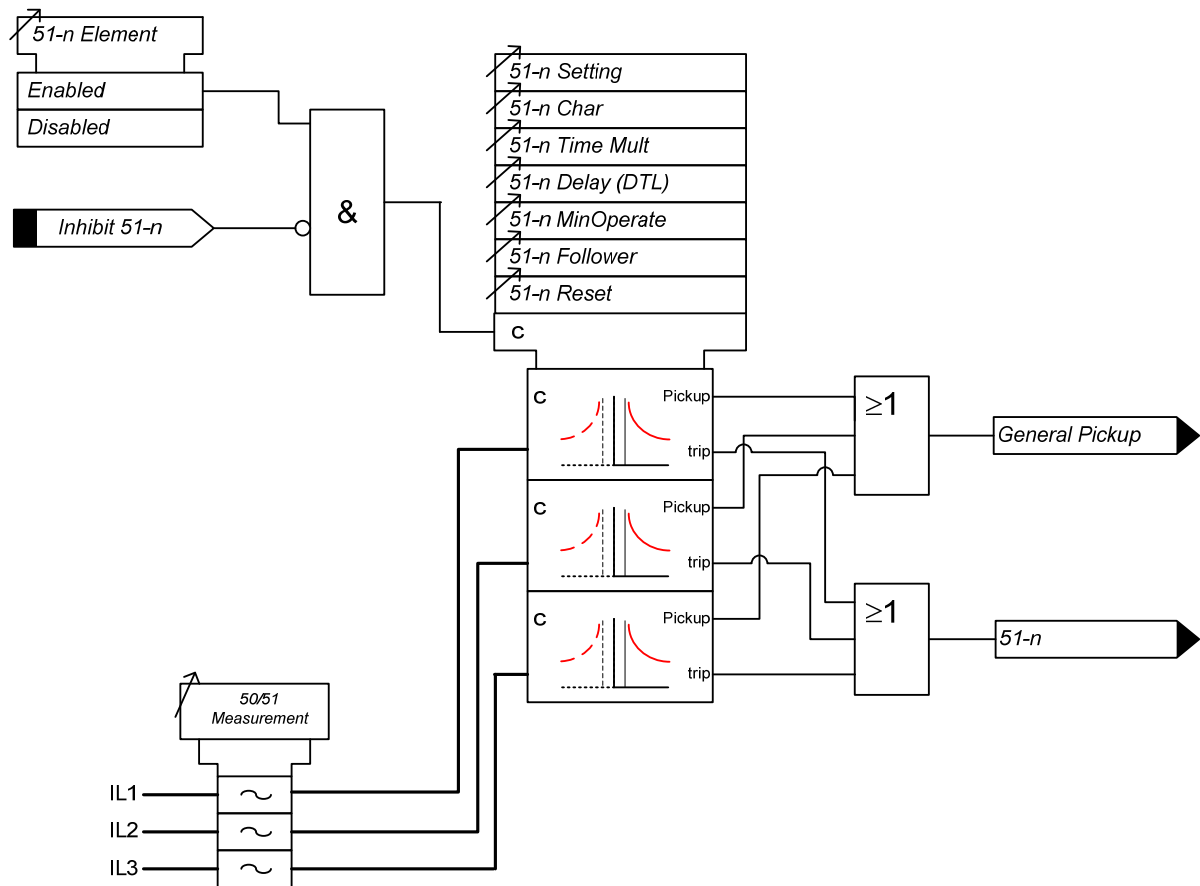 51-n Element
Enabled
Disabled
Inhibit 51-n
&
51-n Setting
51-n Char
51-n Time Mult
51-n Delay (DTL)
51-n MinOperate
51-n Follower
51-n Reset
C
C
Pickup
trip
C
Pickup
trip
C
Pickup
trip
≥1
General Pickup
≥1
51-n
50/51
Measurement
IL1
IL2
IL3